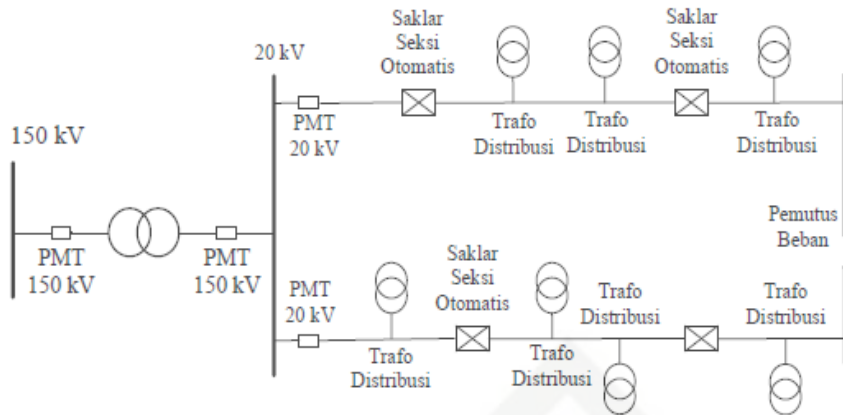 150 kV
PMT
150 kV
PMT
150 kV
20 kV
PMT
20 kV
Saklar
Seksi
Otomatis
Trafo
Distribusi
Trafo
Distribusi
Saklar
Seksi
Otomatis
Trafo
Distribusi
Pemutus
Beban
PMT
20 kV
Trafo
Distribusi
Saklar
Seksi
Otomatis
Trafo
Distribusi
Trafo
Distribusi
Trafo
Distribusi